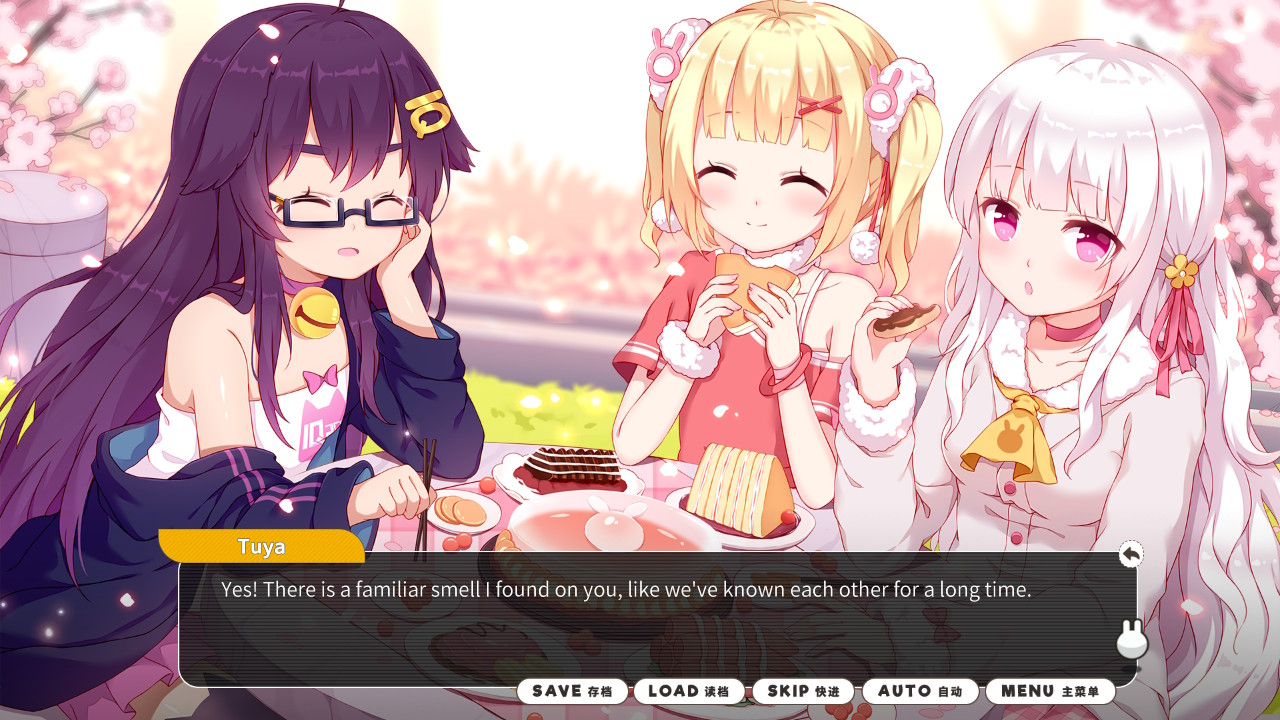 Tuya
Yes! There is a familiar smell I found on you, like we've known each other for a long time.
SAVE 存档
LOAD 读档
SKIP 快进
AUTO 自动
MENU 主菜单